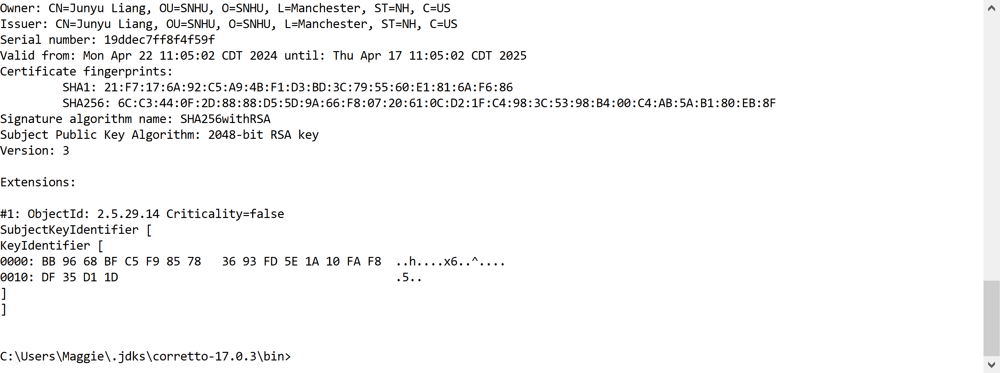 Owner: CN=Junyu Liang, OU=SNHU, O=SNHU, L=Manchester, ST=NH, C=US
Issuer: CN=Junyu Liang, OU=SNHU, O=SNHU, L=Manchester, ST=NH, C=US
Serial number: 19ddec7ff8f4f59f
Valid from: Mon Apr 22 11:05:02 CDT 2024 until: Thu Apr 17 11:05:02 CDT 2025
Certificate fingerprints:
         SHA1: 21:F7:17:6A:92:C5:A9:4B:F1:D3:BD:3C:79:55:60:E1:81:6A:F6:86
         SHA256: 6C:C3:44:0F:2D:88:88:D5:5D:9A:66:F8:07:20:61:0C:D2:1F:C4:98:3C:53:98:B4:00:C4:AB:5A:B1:80:EB:8F
Signature algorithm name: SHA256withRSA
Subject Public Key Algorithm: 2048-bit RSA key
Version: 3

Extensions:

#1: ObjectId: 2.5.29.14 Criticality=false
SubjectKeyIdentifier [
KeyIdentifier [
0000: BB 96 68 BF C5 F9 85 78   36 93 FD 5E 1A 10 FA F8  ..h....x6..^....
0010: DF 35 D1 1D                                        .5..
]
]

C:\Users\Maggie\.jdks\corretto-17.0.3\bin>